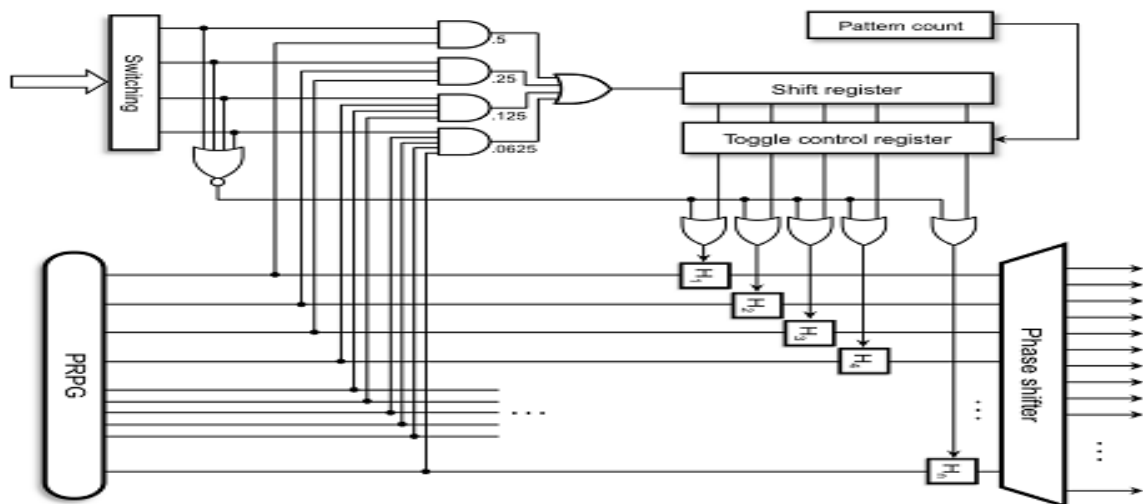 Pattern count
Switching
.5
.25
.125
.0625
Shift register
Toggle control register
PRPG
H1
H2
H3
H4
Hn
Phase shifter